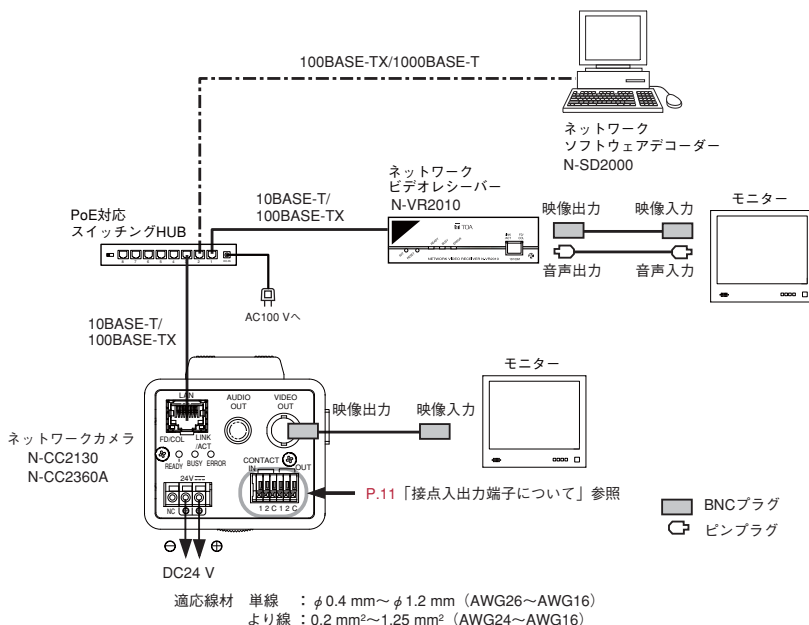 100BASE-TX/1000BASE-T
ネットワーク
ソフトウェアデコーダー
N-SD2000
ネットワーク
ビデオレシーバー
N-VR2010
10BASE-T/
100BASE-TX
PoE対応
スイッチングHUB
TOA
NETWORK VIDEO RECEIVER N-VR2010
映像出力
映像入力
音声出力
音声入力
モニター
AC100 Vへ
10BASE-T/
100BASE-TX
モニター
LAN
AUDIO
OUT
VIDEO
OUT
映像出力
映像入力
ネットワークカメラ
N-CC2130
N-CC2360A
FD/COL
LINK
/ACT
READY BUSY ERROR
CONTACT
IN
OUT
24V
NC
1 2 C 1 2 C
P.11「接点入出力端子について」参照
BNCプラグ
ピンプラグ
⊖ ⊕
DC24 V
適応線材 単線 :φ0.4 mm~φ1.2 mm(AWG26~AWG16)
より線:0.2 mm²~1.25 mm²(AWG24~AWG16)